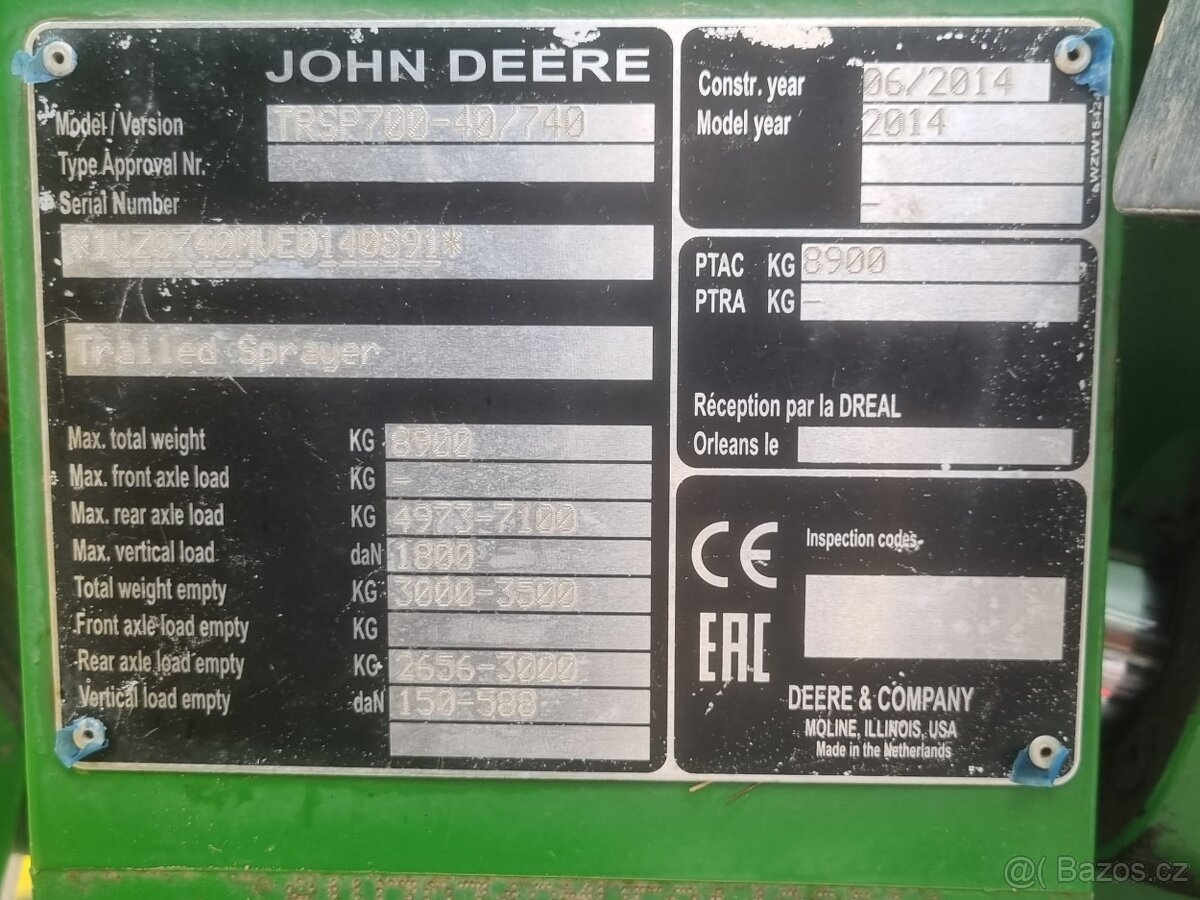 JOHN DEERE
Model / Version TRSP700-40/740
Type Approval Nr.
Serial Number
Trailed Sprayer
Max. total weight KG 8900
Max. front axle load KG -
Max. rear axle load KG 4973-7100
Max. vertical load daN 1800
Total weight empty KG 3000-3500
Front axle load empty KG -
Rear axle load empty KG 2656-3000
Vertical load empty daN 150-588
Constr. year 06/2014
Model year 2014
-
PTAC KG 8900
PTRA KG -
Réception par la DREAL
Orleans le
CE
Inspection codes
EAC
DEERE & COMPANY
MOLINE, ILLINOIS, USA
Made in the Netherlands
Bazos.cz